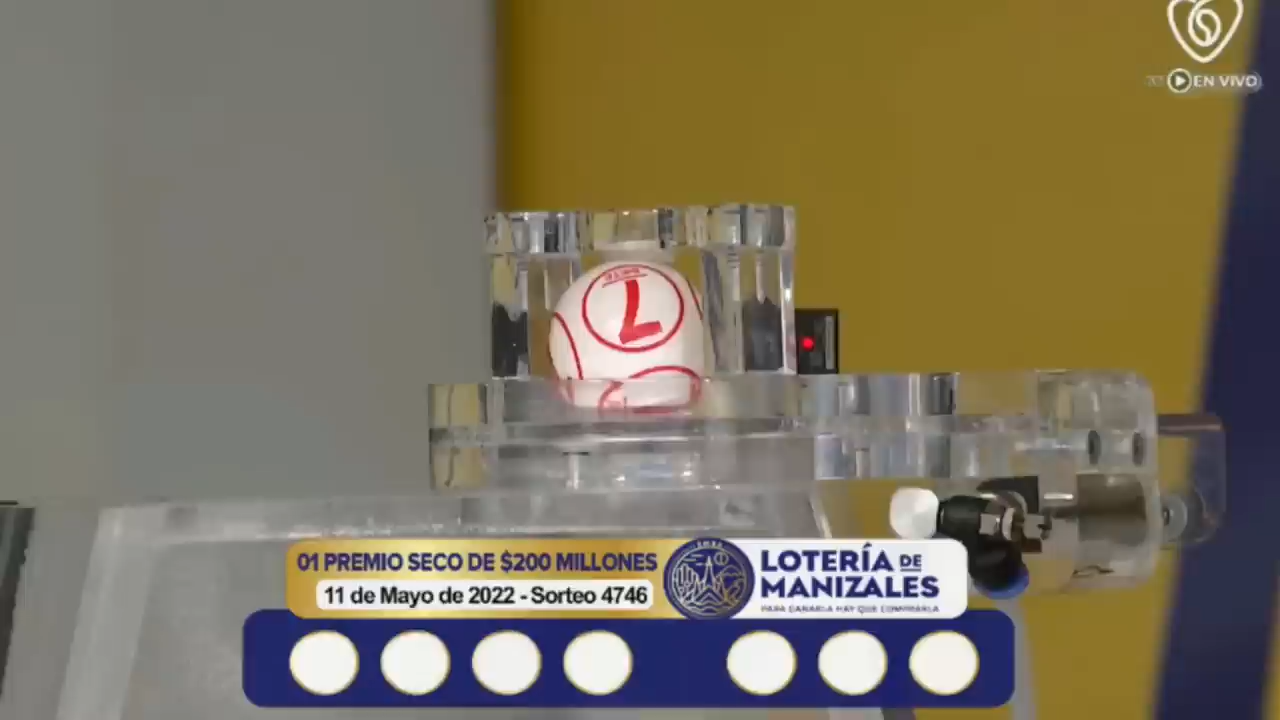 EN VIVO
7
01 PREMIO SECO DE $200 MILLONES
11 de Mayo de 2022 - Sorteo 4746
LOTERÍA DE
MANIZALES
PARA GANARLA HAY QUE COMPRARLA